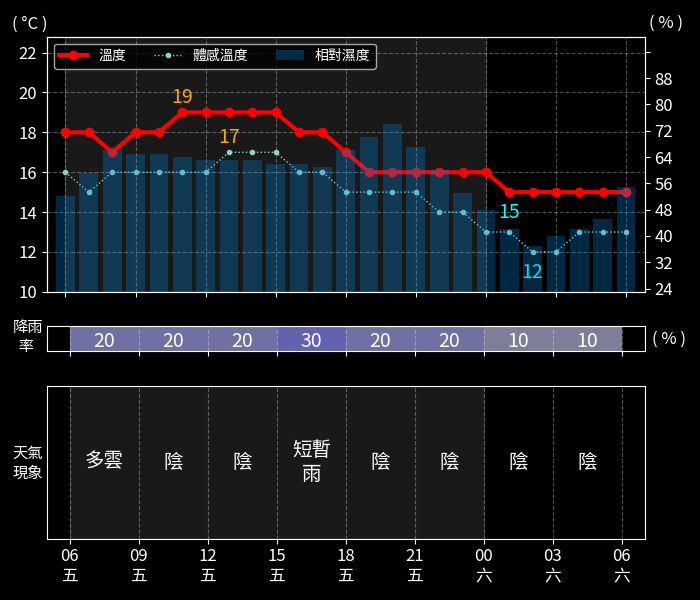 ( °C )
( % )
溫度
體感溫度
相對濕度
22
20
18
16
14
12
10
88
80
72
64
56
48
40
32
24
19
17
15
12
降雨
率
20 20 20 30 20 20 10 10
( % )
天氣
現象
多雲 陰 陰 短暫
雨 陰 陰 陰 陰
06 09 12 15 18 21 00 03 06
五 五 五 五 五 五 六 六 六